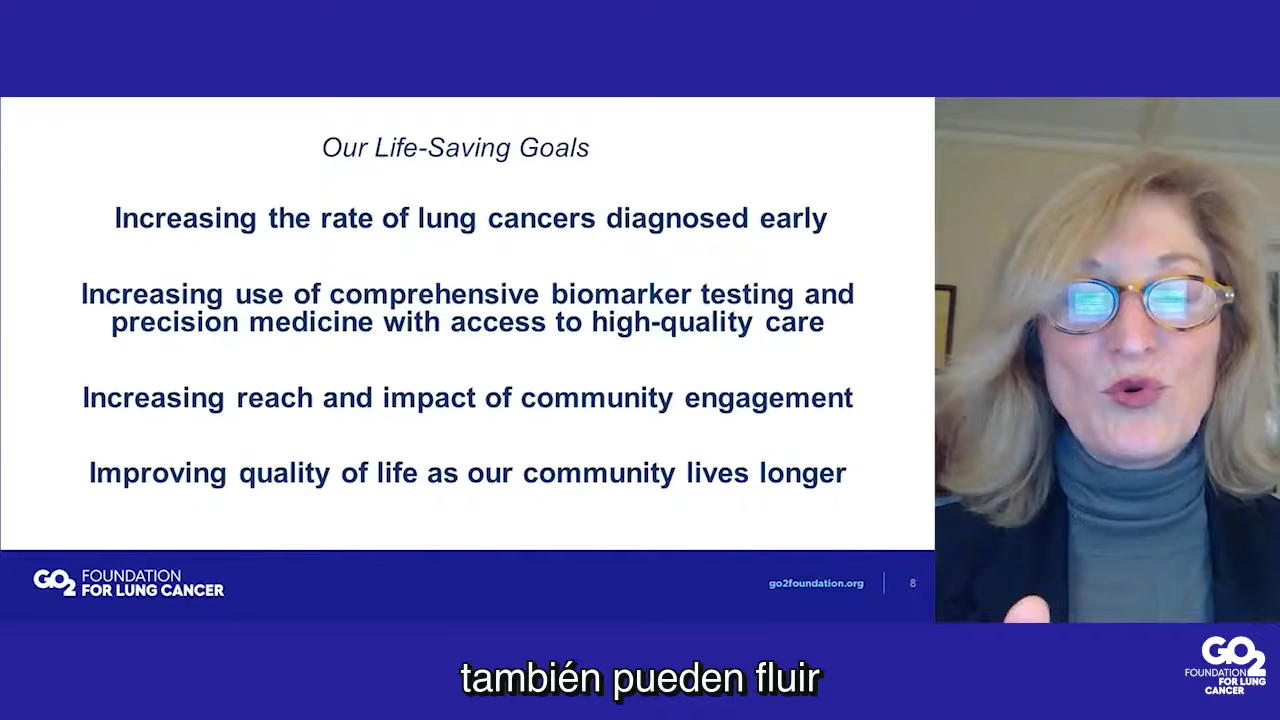 Our Life-Saving Goals
Increasing the rate of lung cancers diagnosed early
Increasing use of comprehensive biomarker testing and
precision medicine with access to high-quality care
Increasing reach and impact of community engagement
Improving quality of life as our community lives longer
GO2 FOUNDATION
FOR LUNG CANCER
go2foundation.org
8
GO2
FOUNDATION
FOR LUNG
CANCER
también pueden fluir